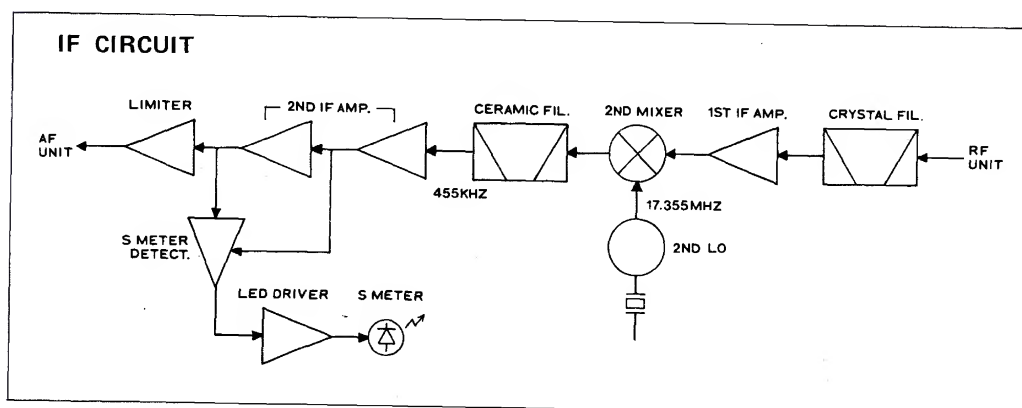 IF CIRCUIT
LIMITER
2ND IF AMP.
CERAMIC FIL.
2ND MIXER
1ST IF AMP.
CRYSTAL FIL.
AF
UNIT
RF
UNIT
455KHZ
17.355MHZ
S METER
DETECT.
2ND LO
LED DRIVER
S METER